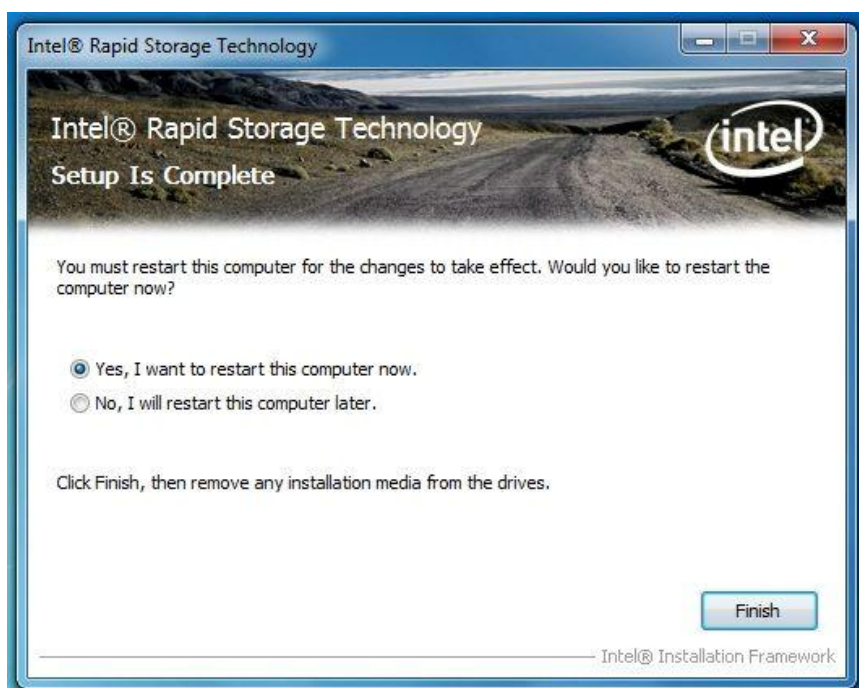 Intel® Rapid Storage Technology
Intel® Rapid Storage Technology
Setup Is Complete
intel
You must restart this computer for the changes to take effect. Would you like to restart the
computer now?
Yes, I want to restart this computer now.
No, I will restart this computer later.
Click Finish, then remove any installation media from the drives.
Finish
Intel® Installation Framework